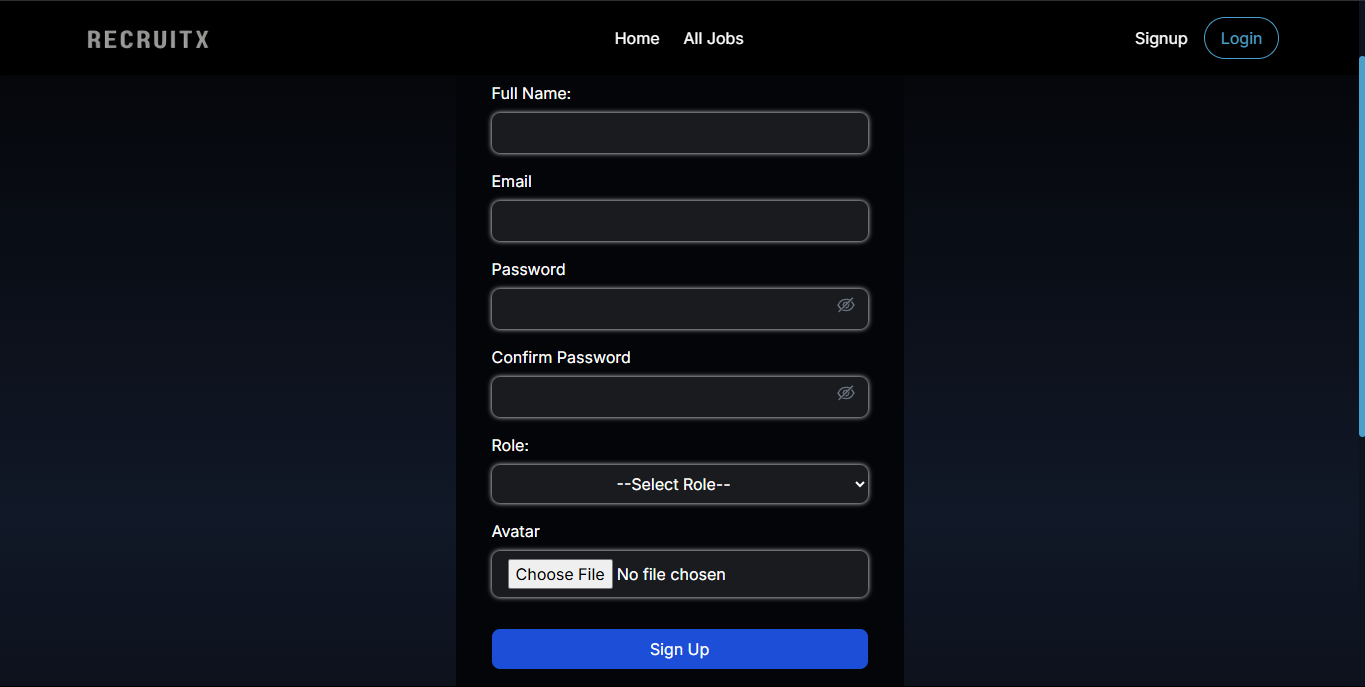 RECRUITX
Home All Jobs
Signup Login
Full Name:
Email
Password
Confirm Password
Role:
--Select Role--
Avatar
Choose File No file chosen
Sign Up